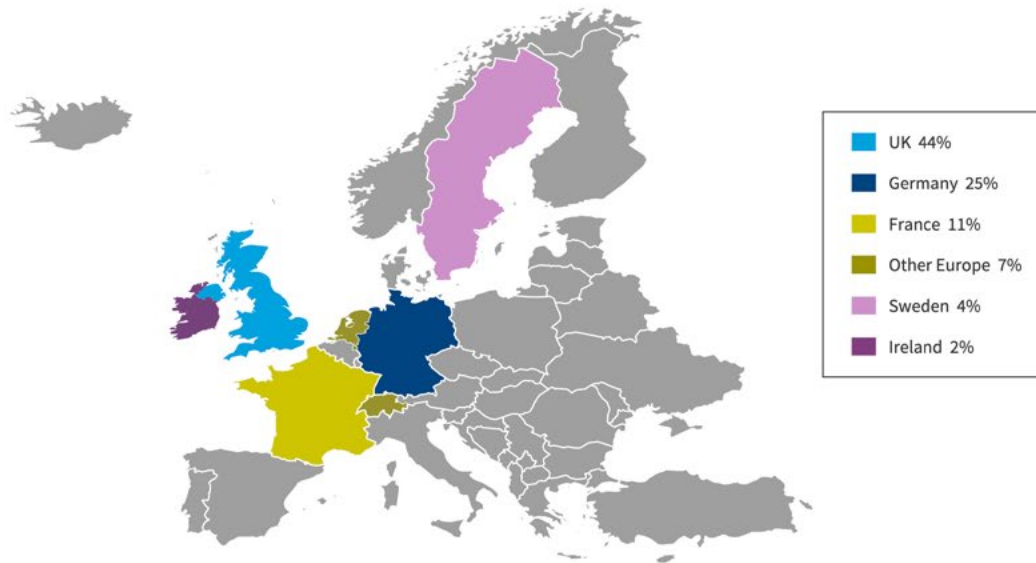 UK 44%
Germany 25%
France 11%
Other Europe 7%
Sweden 4%
Ireland 2%